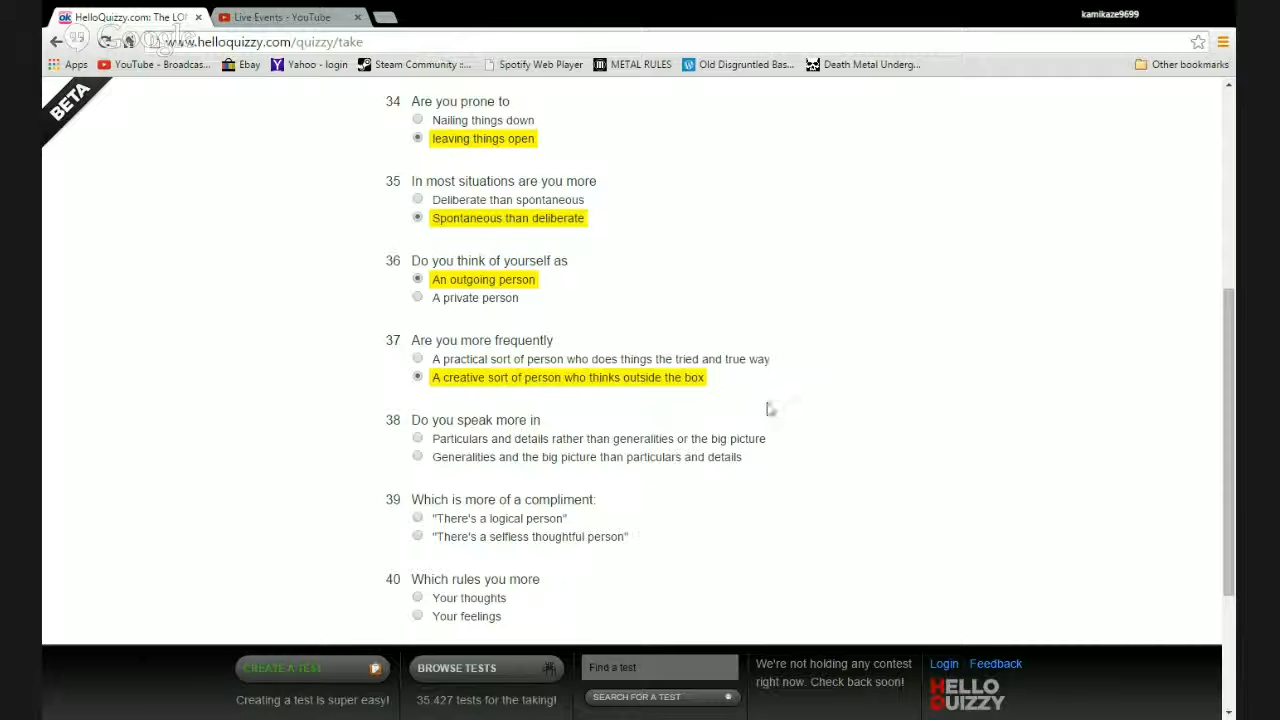 HelloQuizzy.com: The LO
Live Events - YouTube
kamikaze9699
Google
www.helloquizzy.com/quizzy/take
Apps
YouTube - Broadcas...
Ebay
Yahoo - login
Steam Community ::...
Spotify Web Player
METAL RULES
Old Disgruntled Bas...
Death Metal Underg...
Other bookmarks
BETA
34 Are you prone to
Nailing things down
leaving things open
35 In most situations are you more
Deliberate than spontaneous
Spontaneous than deliberate
36 Do you think of yourself as
An outgoing person
A private person
37 Are you more frequently
A practical sort of person who does things the tried and true way
A creative sort of person who thinks outside the box
38 Do you speak more in
Particulars and details rather than generalities or the big picture
Generalities and the big picture than particulars and details
39 Which is more of a compliment:
"There's a logical person"
"There's a selfless thoughtful person"
40 Which rules you more
Your thoughts
Your feelings
CREATE A TEST
Creating a test is super easy!
BROWSE TESTS
35,427 tests for the taking!
Find a test
SEARCH FOR A TEST
We're not holding any contest
right now. Check back soon!
Login Feedback
HELLO
QUIZZY